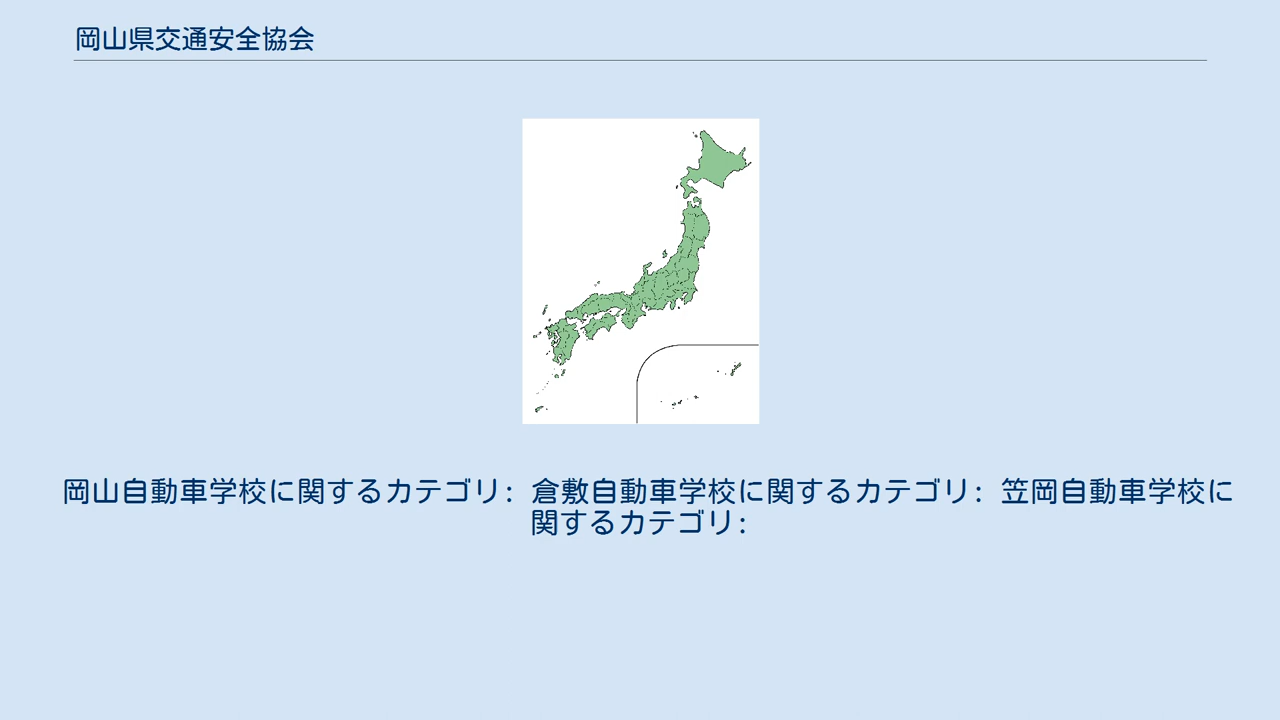 岡山県交通安全協会
岡山自動車学校に関するカテゴリ: 倉敷自動車学校に関するカテゴリ: 笠岡自動車学校に
関するカテゴリ: